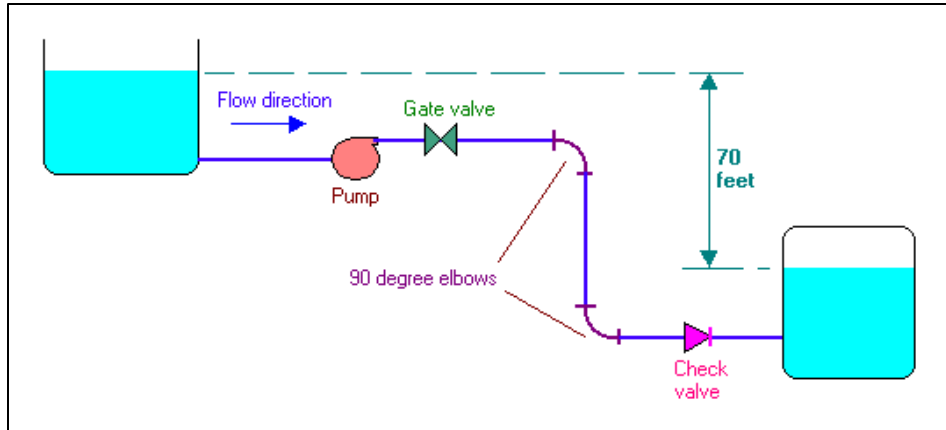 Flow direction
Gate valve
Pump
70
feet
90 degree elbows
Check
valve